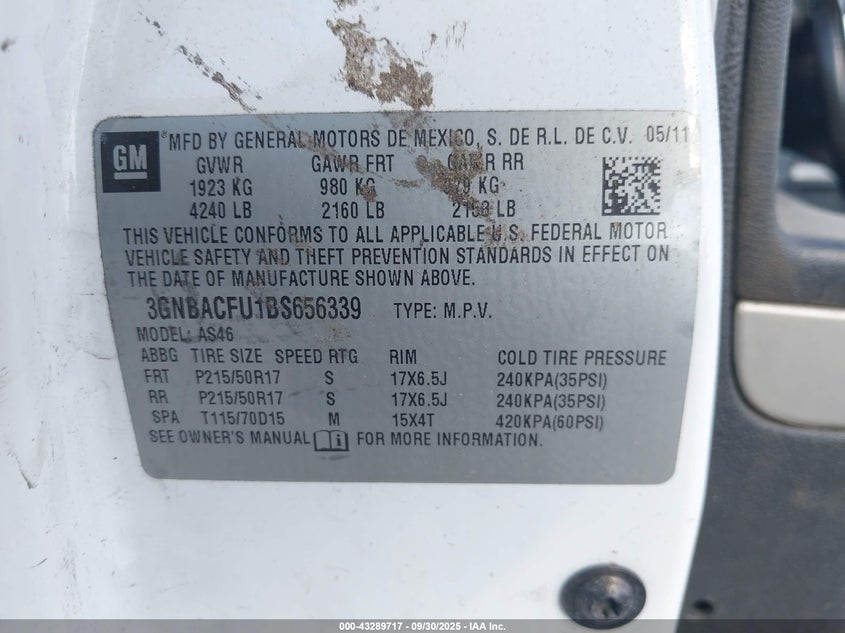 GM
® MFD BY GENERAL MOTORS DE MEXICO, S. DE R.L. DE C.V. 05/11
GVWR GAWR FRT GAWR RR
1923 KG 980 KG KG
4240 LB 2160 LB LB
THIS VEHICLE CONFORMS TO ALL APPLICABLE U.S. FEDERAL MOTOR
VEHICLE SAFETY AND THEFT PREVENTION STANDARDS IN EFFECT ON
THE DATE OF MANUFACTURE SHOWN ABOVE.
3GNBACFU1BS656339 TYPE: M.P.V.
MODEL: AS46
ABBG TIRE SIZE SPEED RTG RIM COLD TIRE PRESSURE
FRT P215/50R17 S 17X6.5J 240KPA(35PSI)
RR P215/50R17 S 17X6.5J 240KPA(35PSI)
SPA T115/70D15 M 15X4T 420KPA(60PSI)
SEE OWNER'S MANUAL FOR MORE INFORMATION.
000-43289717 - 09/30/2025 - IAA Inc.